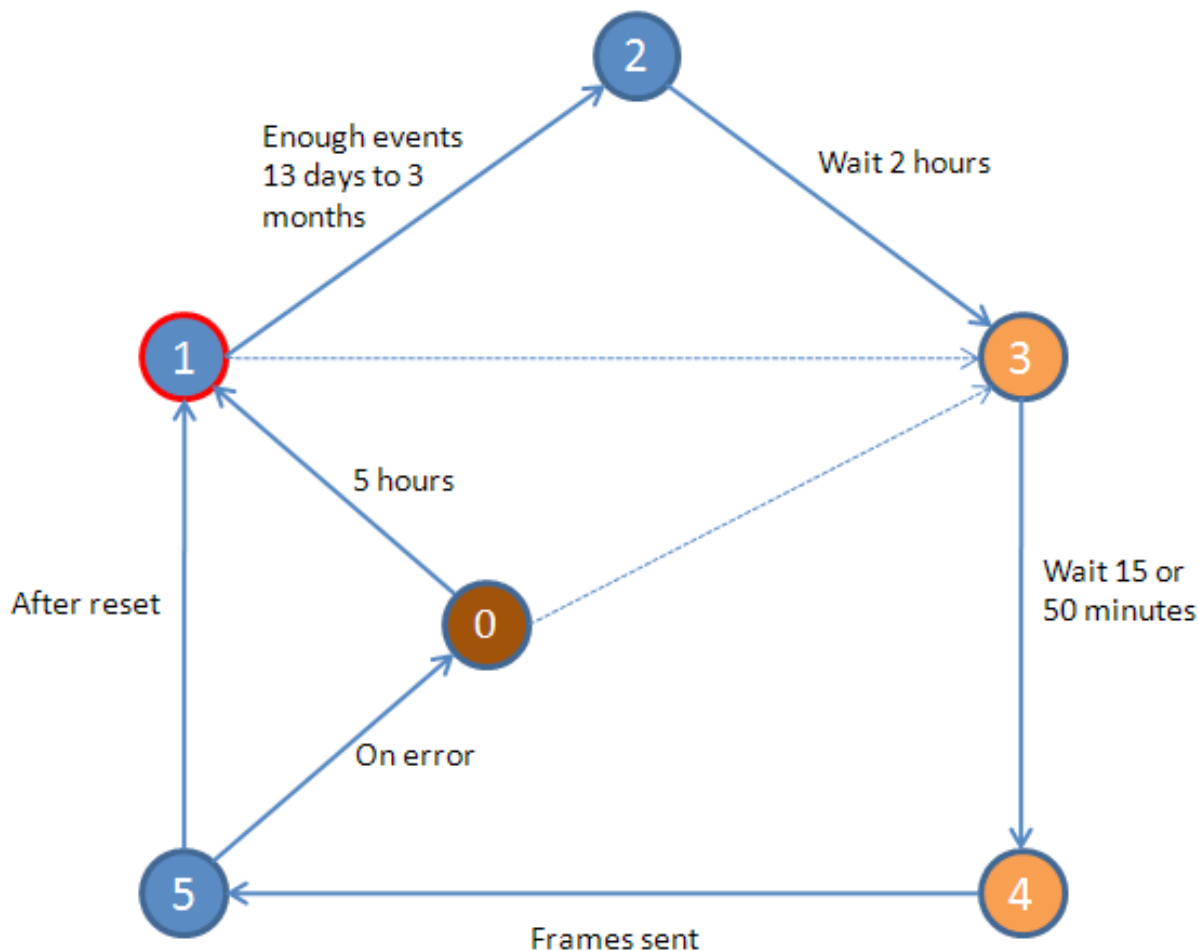 2
Enough events
13 days to 3
months
Wait 2 hours
1
3
5 hours
After reset
0
Wait 15 or
50 minutes
On error
5
4
Frames sent